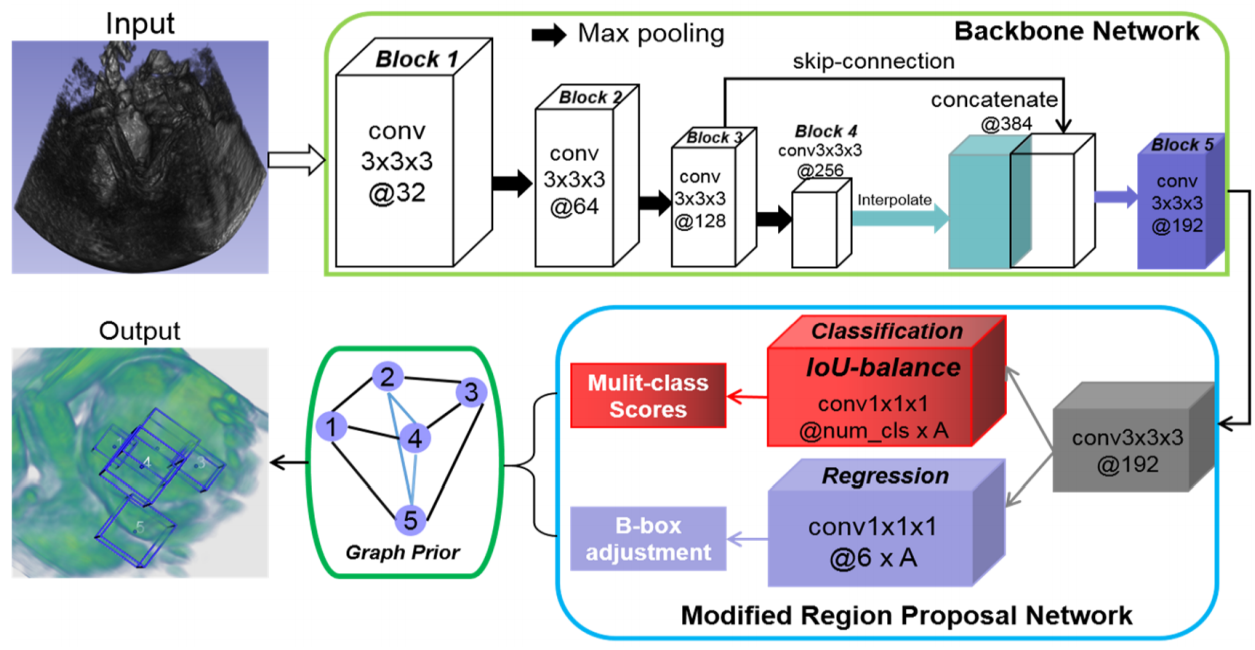 Input
Max pooling
Backbone Network
Block 1
conv
3x3x3
@32
Block 2
conv
3x3x3
@64
Block 3
conv
3x3x3
@128
Block 4
conv3x3x3
@256
Interpolate
skip-connection
concatenate
@384
Block 5
conv
3x3x3
@192
conv3x3x3
@192
Classification
IoU-balance
conv1x1x1
@num_cls x A
Mulit-class
Scores
Regression
conv1x1x1
@6 x A
B-box
adjustment
Modified Region Proposal Network
1
2
3
4
5
Graph Prior
Output
4
3
5